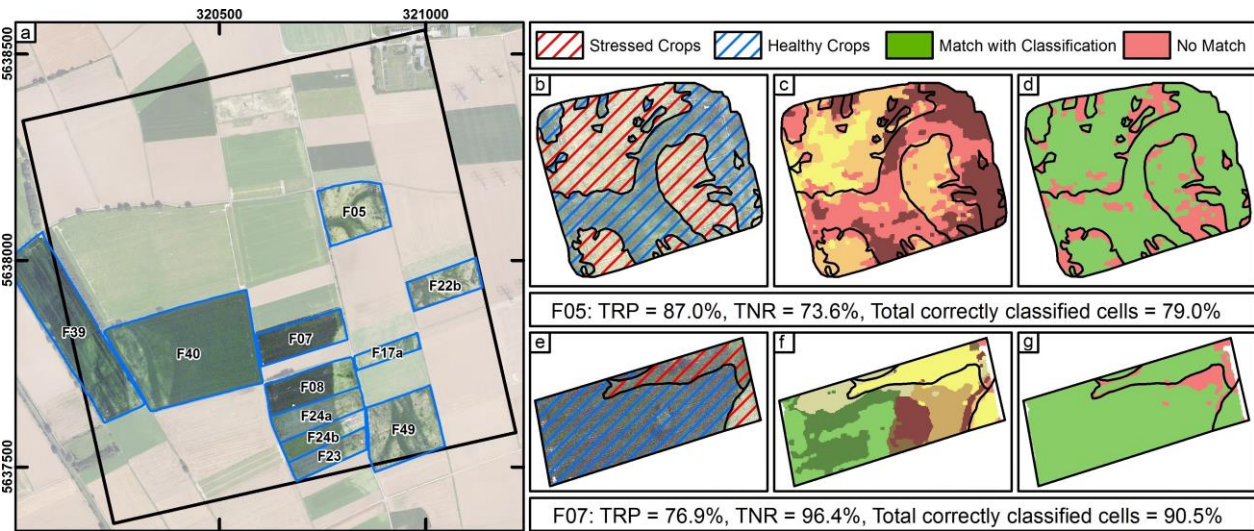 320500
321000
a
5638500
5638000
5637500
F05
F22b
F39
F40
F07
F17a
F08
F24a
F24b
F49
F23
Stressed Crops
Healthy Crops
Match with Classification
No Match
b
c
d
F05: TRP = 87.0%, TNR = 73.6%, Total correctly classified cells = 79.0%
e
f
g
F07: TRP = 76.9%, TNR = 96.4%, Total correctly classified cells = 90.5%